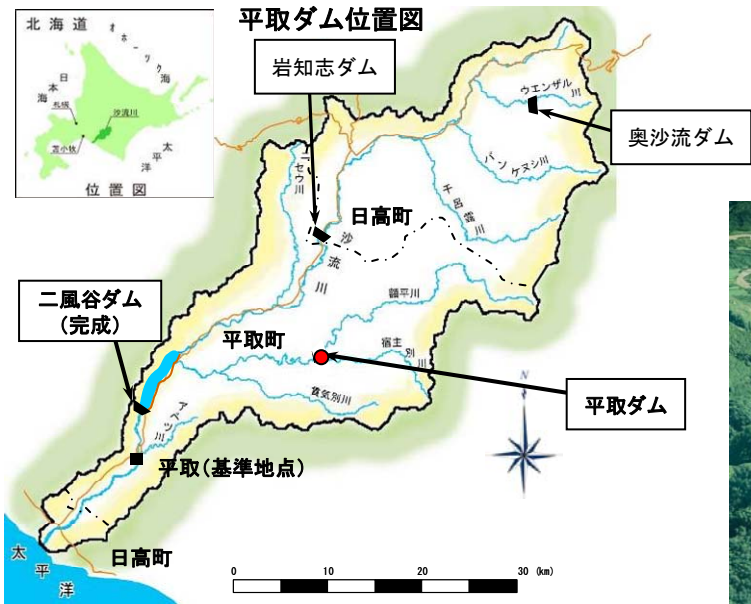 平取ダム位置図
北海道
オホーツク海
日本海
札幌
沙流川
苫小牧
太平洋
位置図
岩知志ダム
ウエンザル川
奥沙流ダム
パンケヌシ川
千呂露川
日高町
沙流川
額平川
二風谷ダム
(完成)
平取町
宿主別川
平取ダム
貫気別川
アベツ川
N
平取(基準地点)
日高町
太平洋
0 10 20 30 (km)